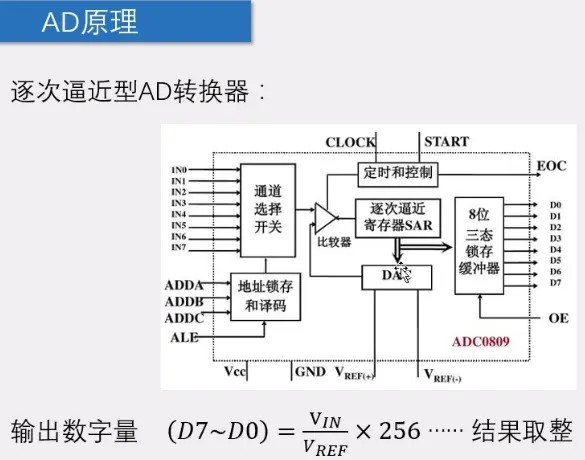 AD原理
逐次逼近型AD转换器：
CLOCK
START
EOC
定时和控制
IN0
IN1
IN2
IN3
IN4
IN5
IN6
IN7
通道
选择
开关
比较器
逐次逼近
寄存器SAR
8位
三态
锁存
缓冲器
D0
D1
D2
D3
D4
D5
D6
D7
ADDA
ADDB
ADDC
ALE
地址锁存
和译码
DA
OE
ADC0809
Vcc
GND
VREF(+)
VREF(-)
输出数字量 (D7~D0) = VIN/VREF × 256 ······ 结果取整